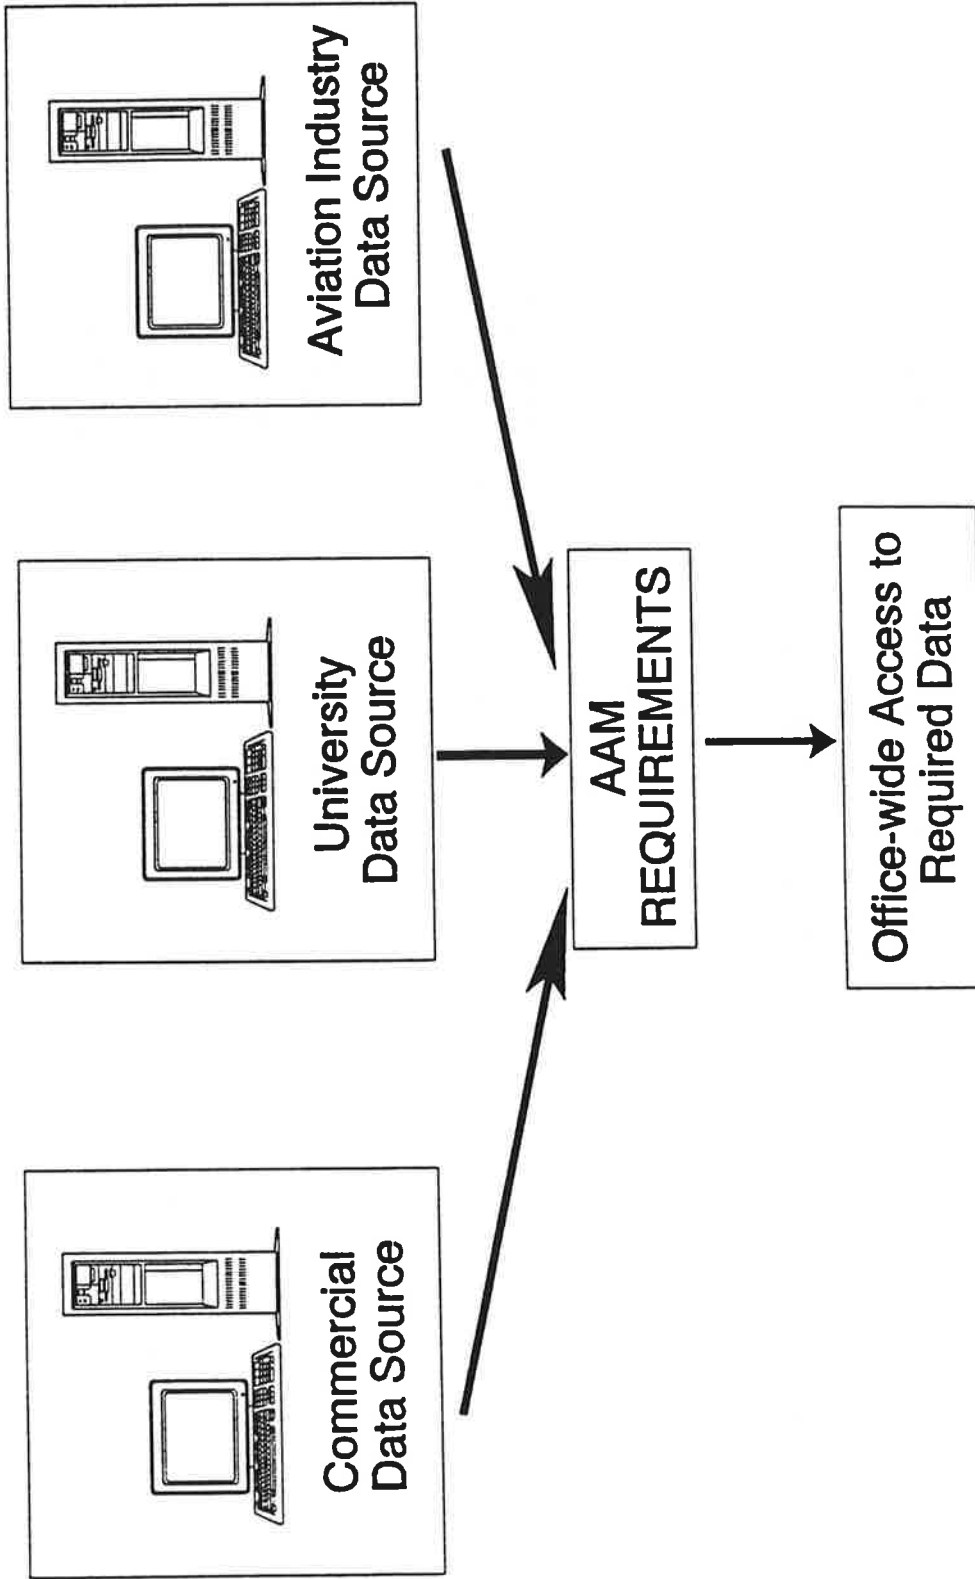 Commercial
Data Source
University
Data Source
Aviation Industry
Data Source
AAM
REQUIREMENTS
Office-wide Access to
Required Data